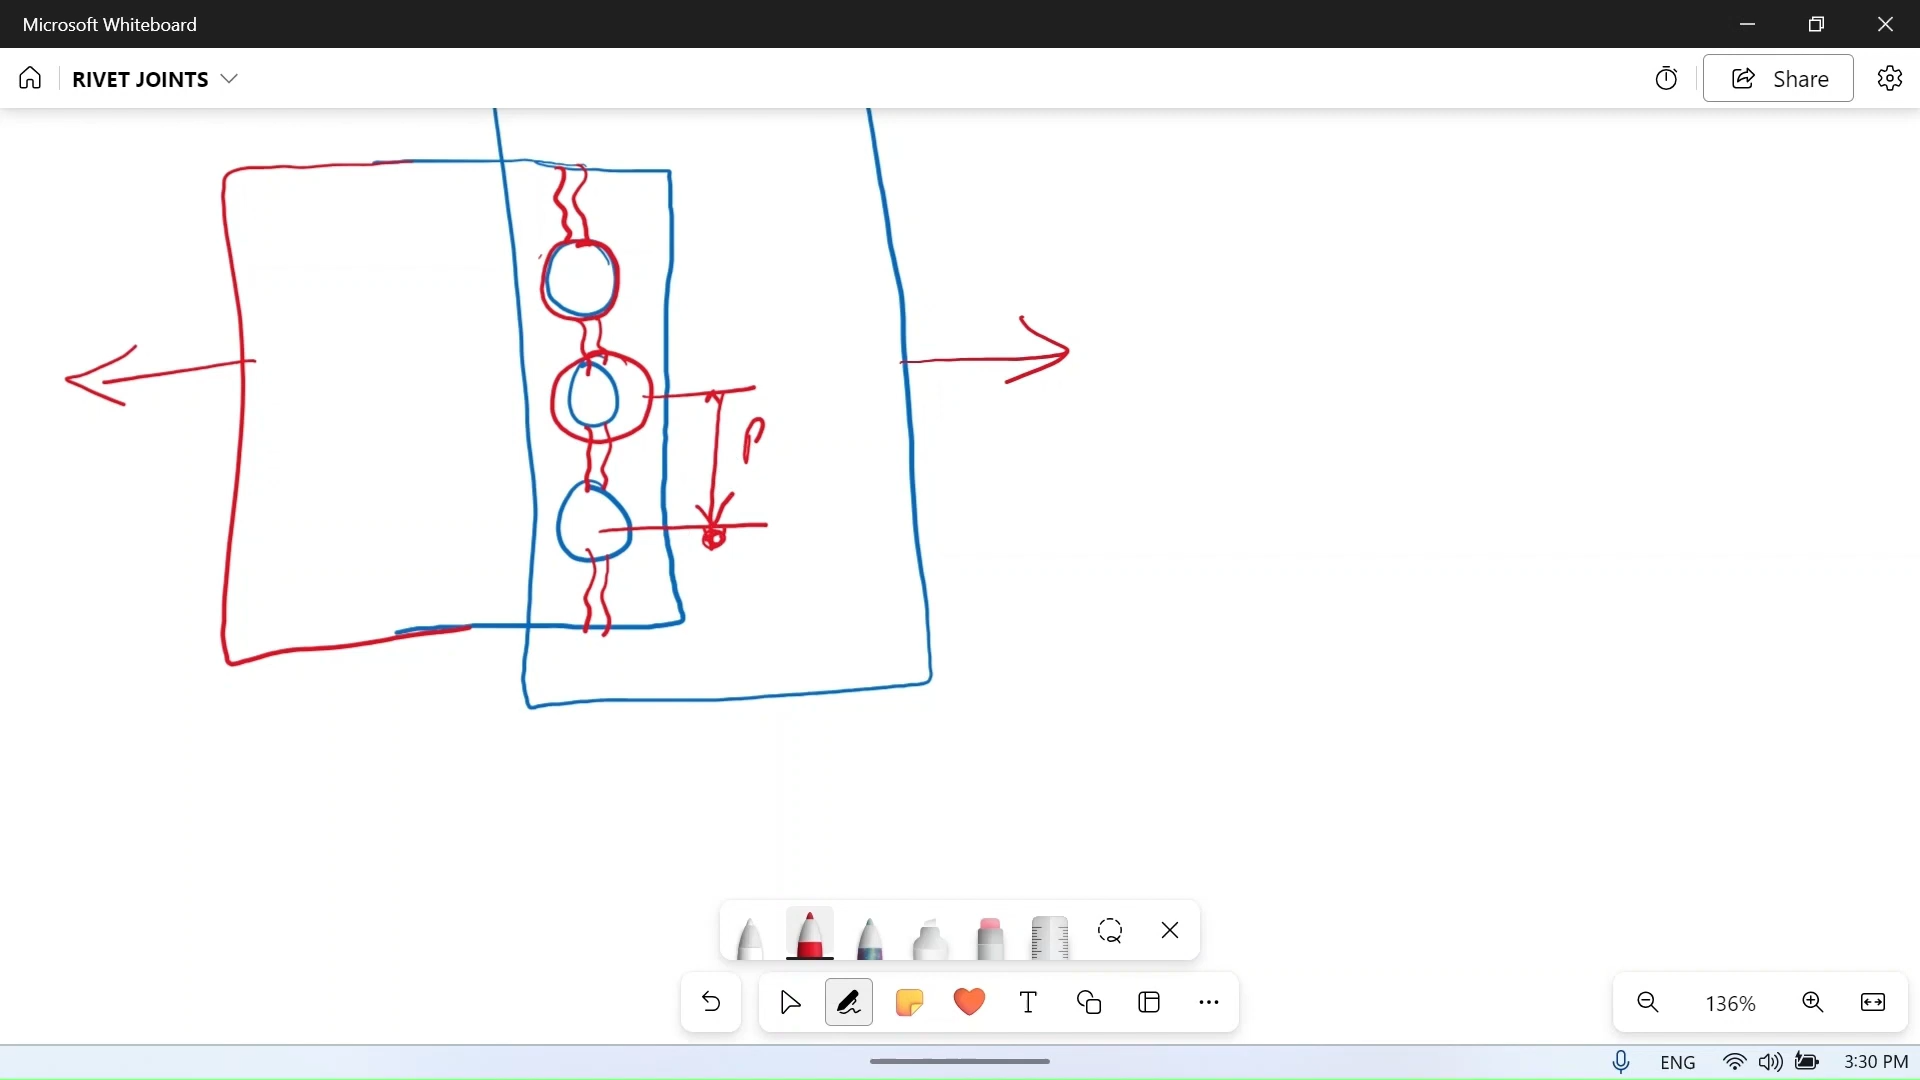 Microsoft Whiteboard
RIVET JOINTS
Share
P
T
136%
ENG
3:30 PM